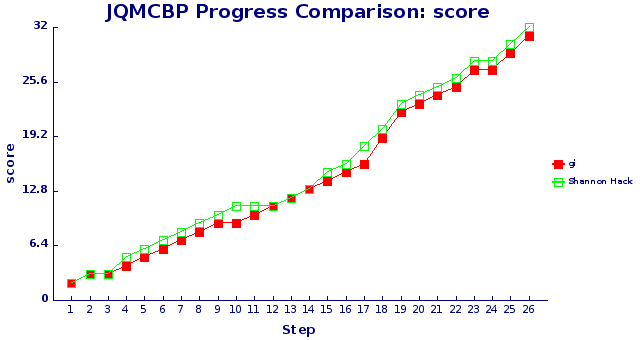 JQMCBP Progress Comparison: score
32
25.6
19.2
12.8
6.4
0
score
1 2 3 4 5 6 7 8 9 10 11 12 13 14 15 16 17 18 19 20 21 22 23 24 25 26
Step
gi
Shannon Hack